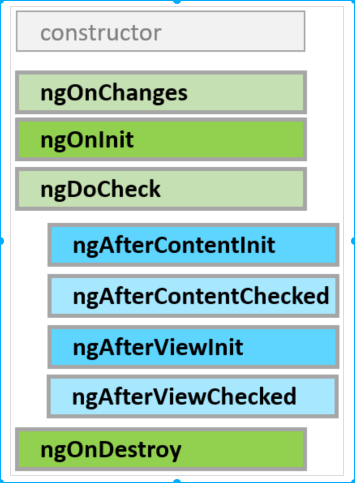 constructor
ngOnChanges
ngOnInit
ngDoCheck
ngAfterContentInit
ngAfterContentChecked
ngAfterViewInit
ngAfterViewChecked
ngOnDestroy